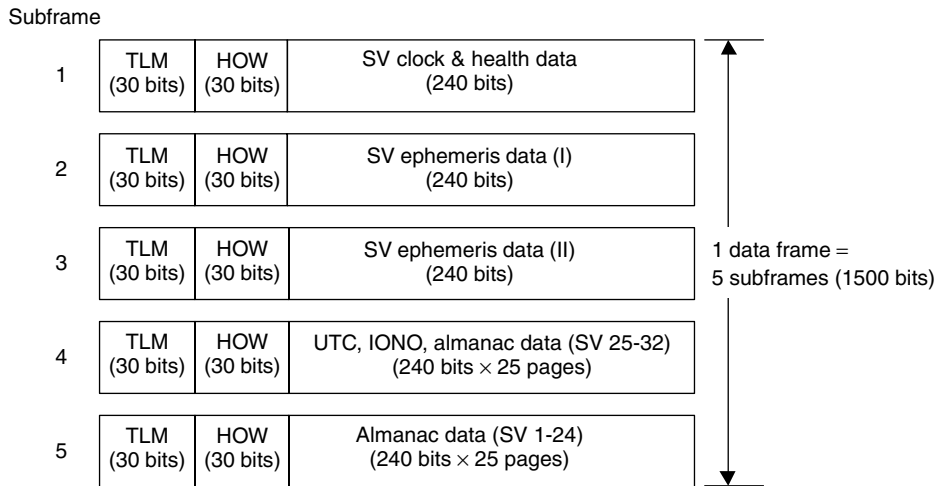 Subframe
1
TLM
(30 bits)
HOW
(30 bits)
SV clock & health data
(240 bits)
2
TLM
(30 bits)
HOW
(30 bits)
SV ephemeris data (I)
(240 bits)
3
TLM
(30 bits)
HOW
(30 bits)
SV ephemeris data (II)
(240 bits)
1 data frame =
5 subframes (1500 bits)
4
TLM
(30 bits)
HOW
(30 bits)
UTC, IONO, almanac data (SV 25-32)
(240 bits × 25 pages)
5
TLM
(30 bits)
HOW
(30 bits)
Almanac data (SV 1-24)
(240 bits × 25 pages)